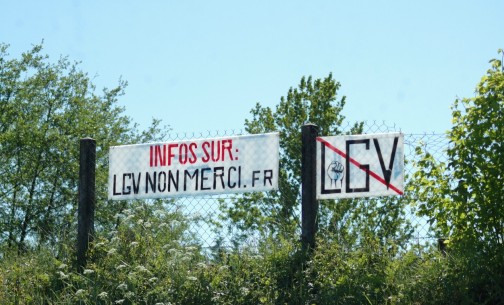 INFOS SUR:
LGV NON MERCI.FR
LGV